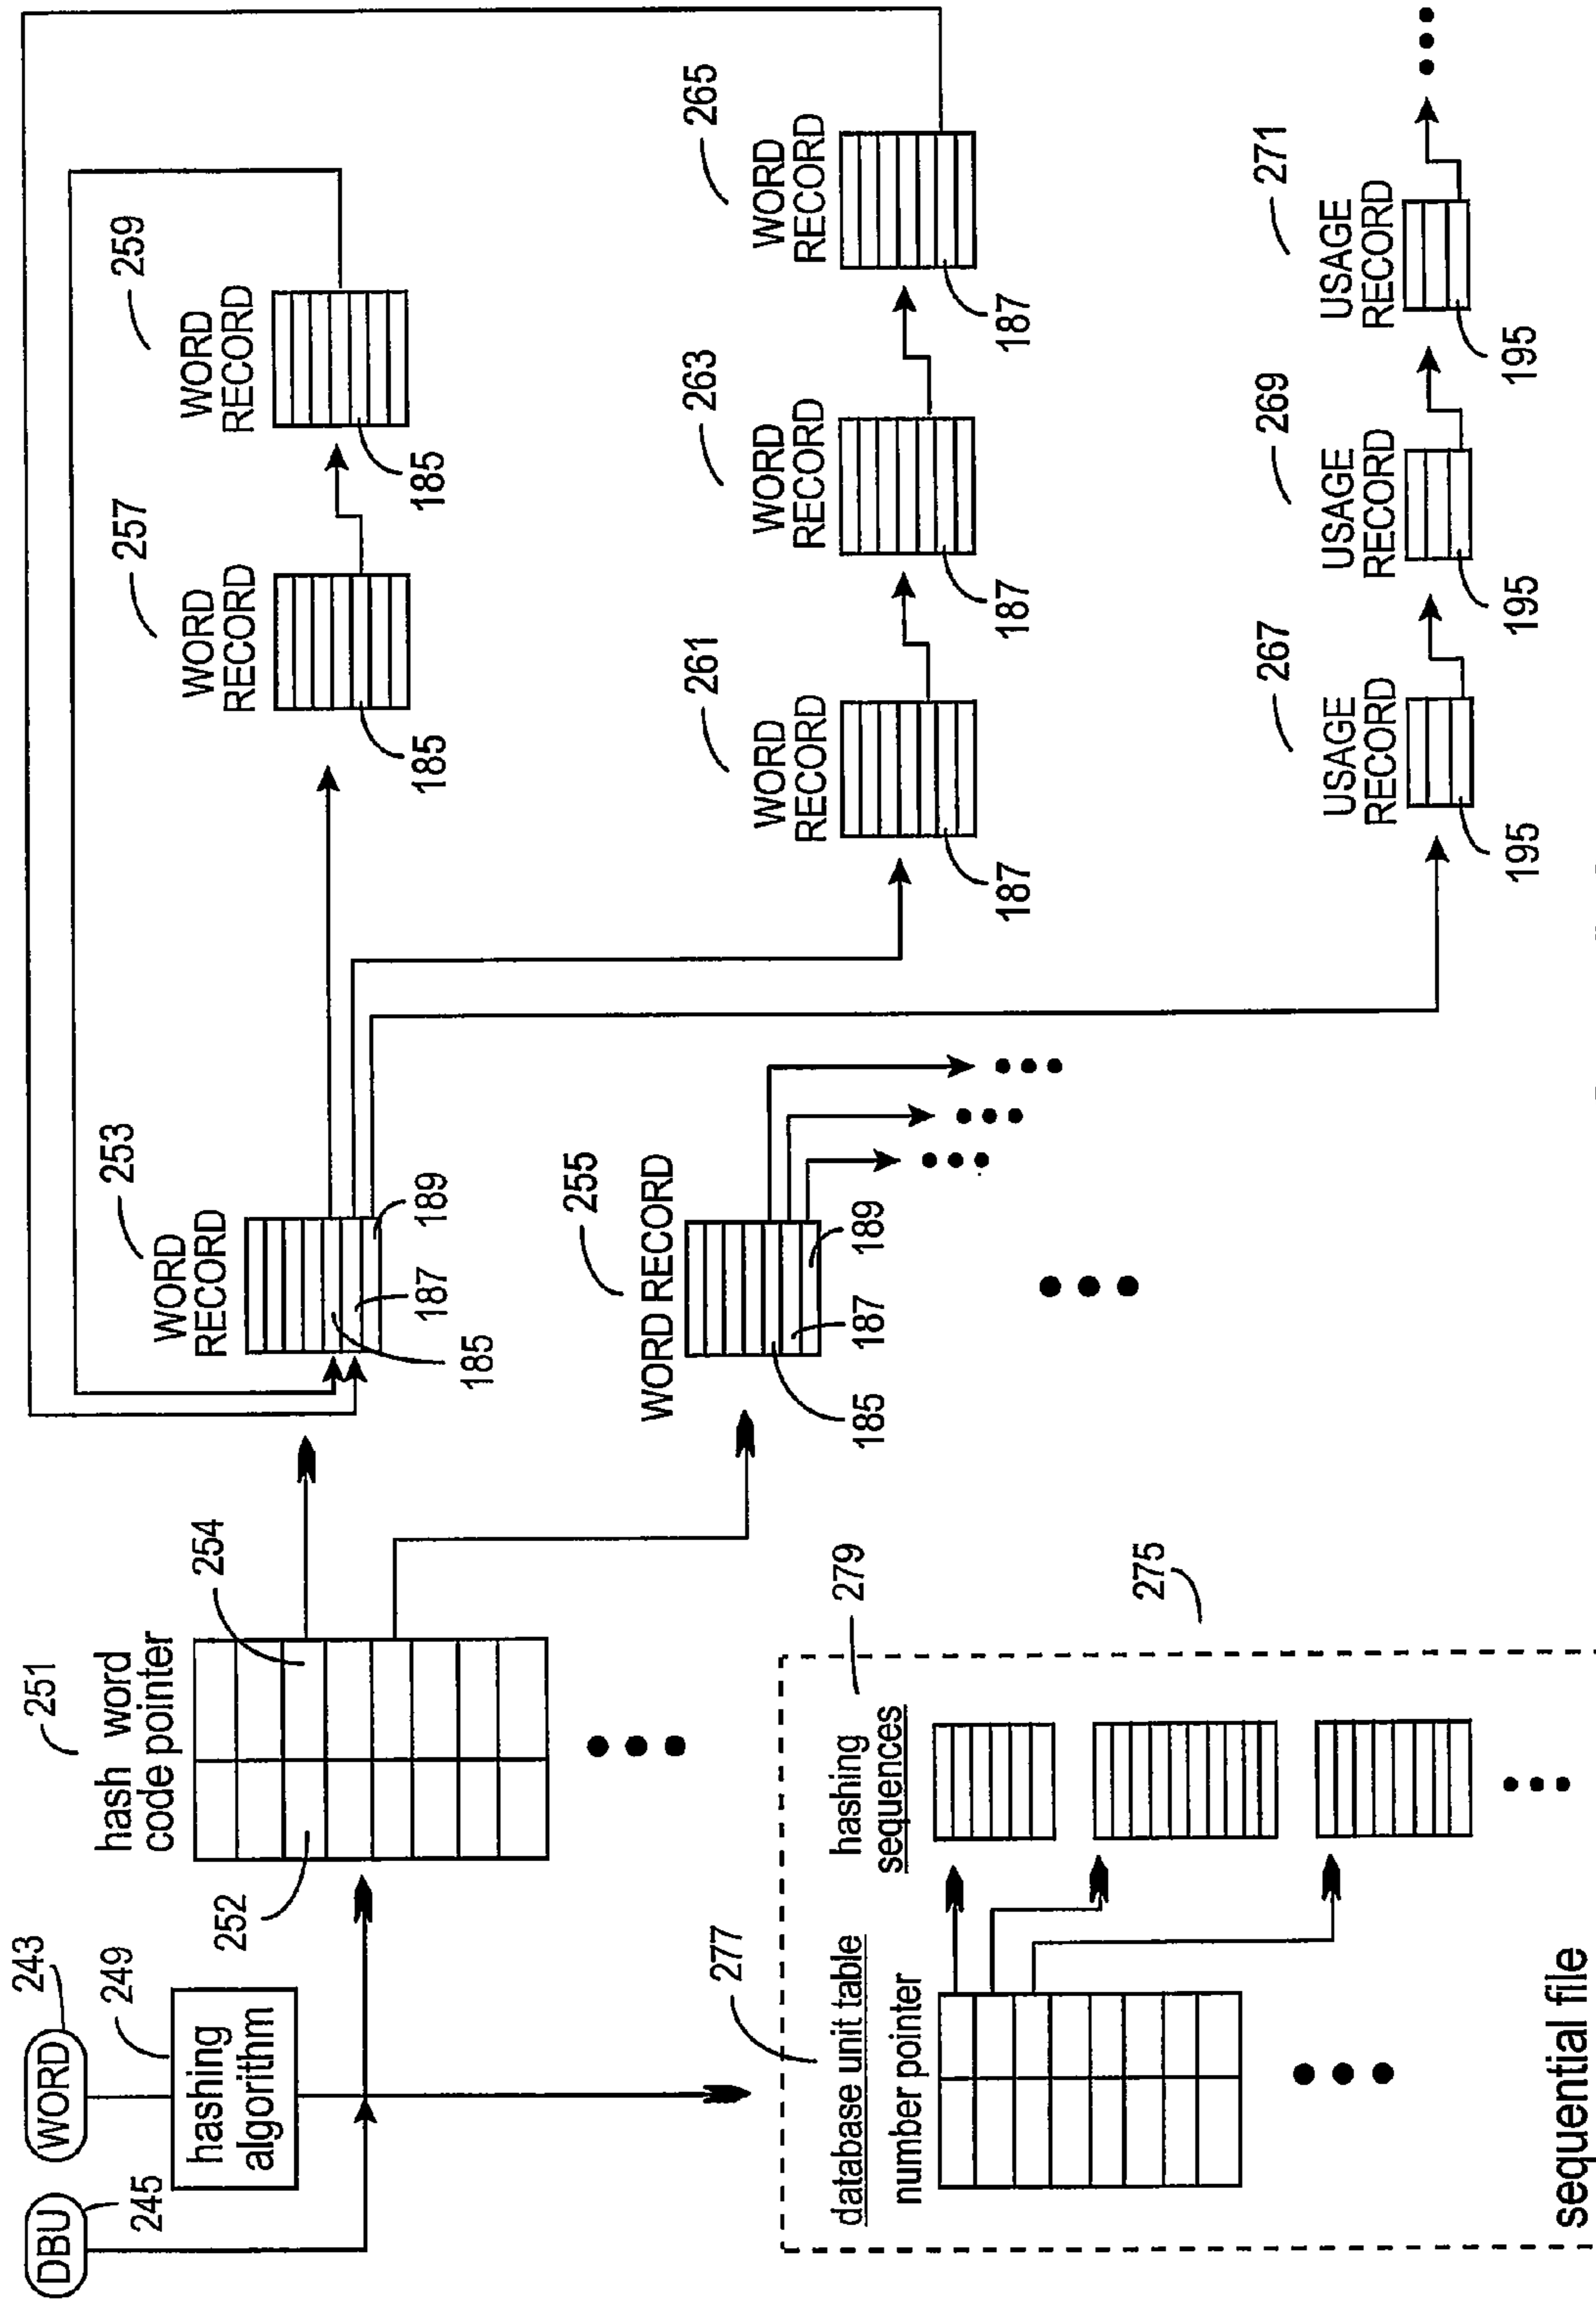 DBU
245
WORD
243
hashing
algorithm
249
hash word
code pointer
251
252
254
WORD
RECORD
253
185
187
189
WORD RECORD
255
185
187
189
WORD
RECORD
257
185
WORD
RECORD
259
185
WORD
RECORD
261
187
WORD
RECORD
263
187
WORD
RECORD
265
187
USAGE
RECORD
267
195
USAGE
RECORD
269
195
USAGE
RECORD
271
195
277
database unit table
number pointer
hashing
sequences
279
275
sequential file